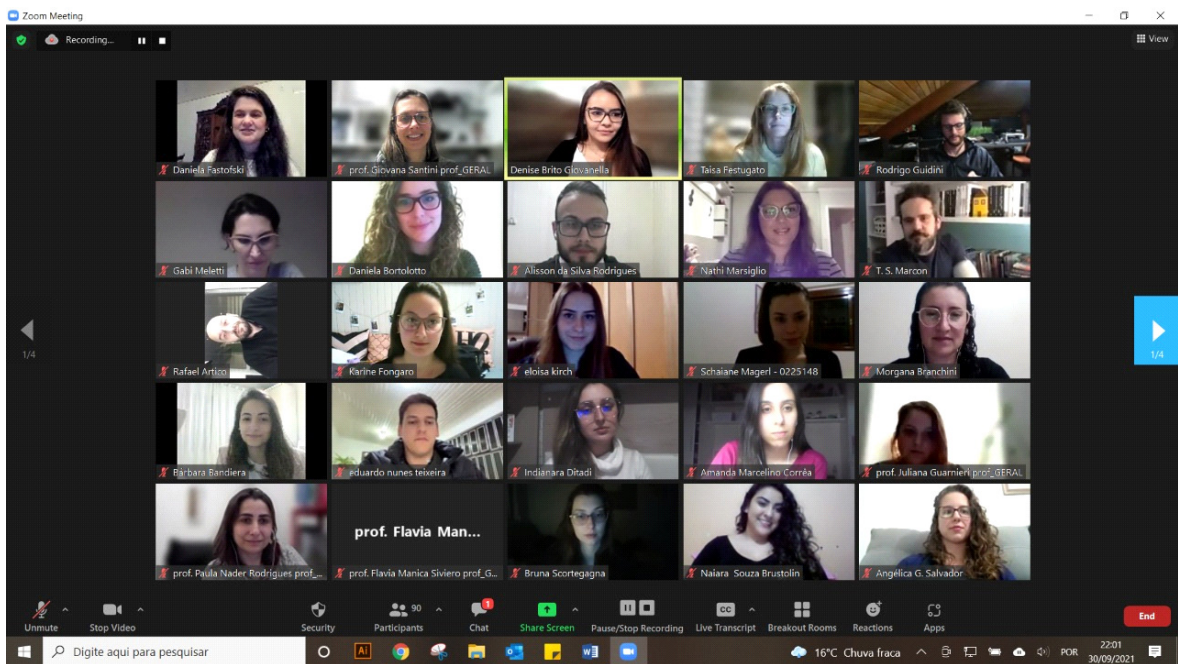 Zoom Meeting
Recording...
View
Daniela Fastofski
prof. Giovana Santini prof_GERAL
Denise Brito Giovanella
Taisa Festugato
Rodrigo Guidini
Gabi Meletti
Daniela Bortolotto
Alisson da Silva Rodrigues
Nathi Marsiglio
T. S. Marcon
Rafael Artico
Karine Fongaro
eloisa kirch
Schaiane Magerl - 0225148
Morgana Branchini
1/4
1/4
Bárbara Bandiera
eduardo nunes teixeira
Indianara Ditadi
Amanda Marcelino Corrêa
prof. Juliana Guarnieri prof_GERAL
prof. Flavia Man...
prof. Paula Nader Rodrigues prof_...
prof. Flavia Manica Siviero prof_G...
Bruna Scortegagna
Naiara Souza Brustolin
Angélica G. Salvador
90
1
CC
Unmute
Stop Video
Security
Participants
Chat
Share Screen
Pause/Stop Recording
Live Transcript
Breakout Rooms
Reactions
Apps
End
Digite aqui para pesquisar
Ai
16°C Chuva fraca
POR
22:01
30/09/2021